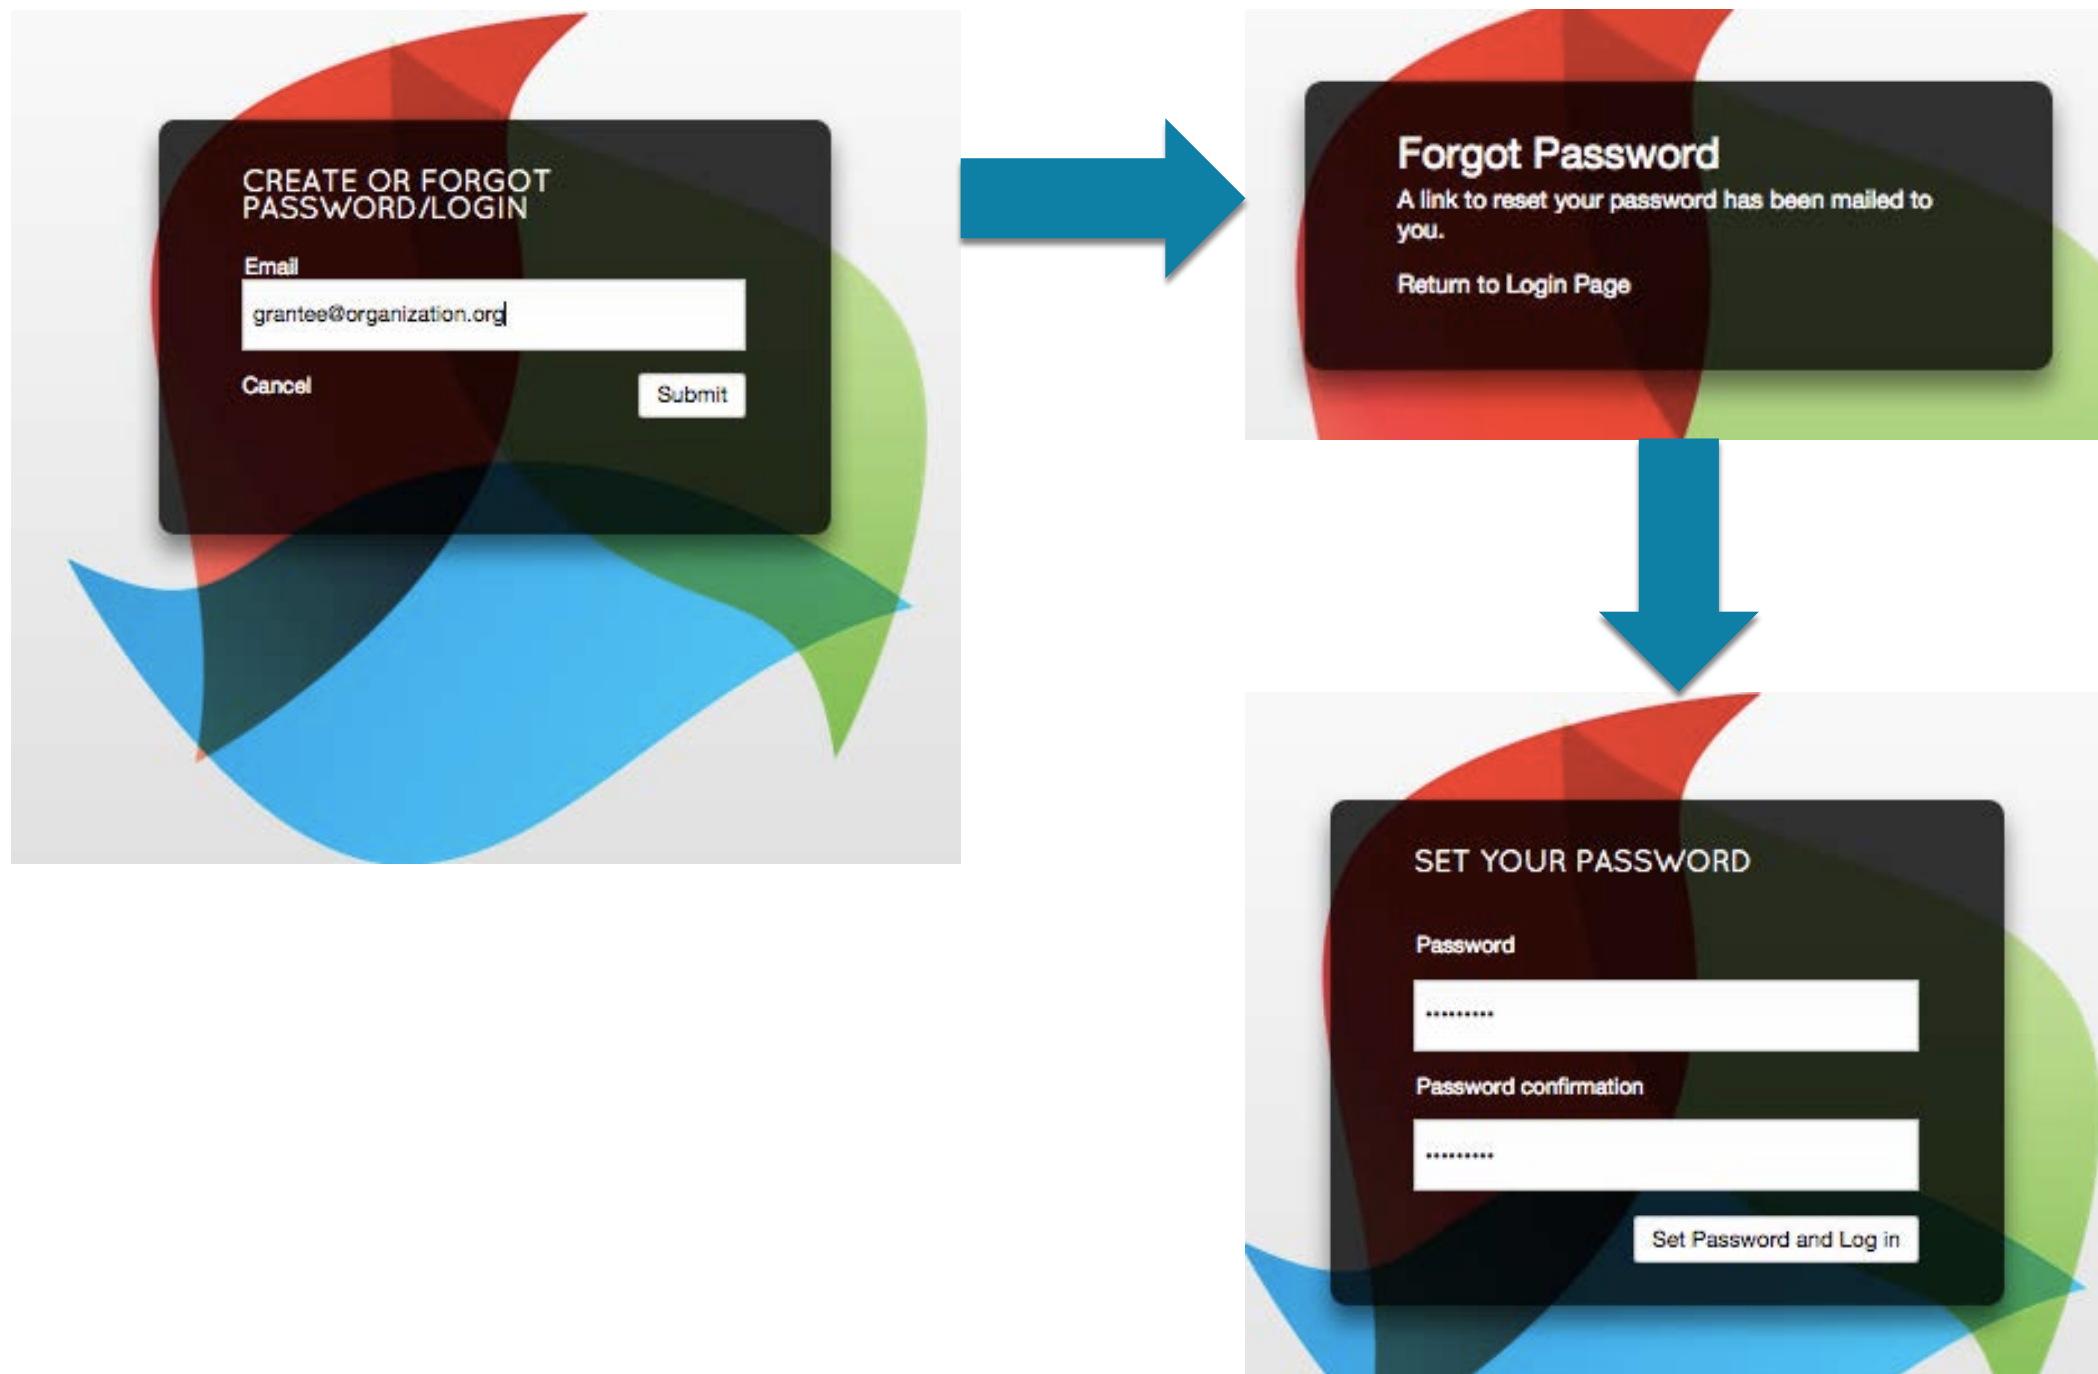 CREATE OR FORGOT
PASSWORD/LOGIN
Email
grantee@organization.org
Cancel
Submit
Forgot Password
A link to reset your password has been mailed to
you.
Return to Login Page
SET YOUR PASSWORD
Password
•••••••••
Password confirmation
•••••••••
Set Password and Log in